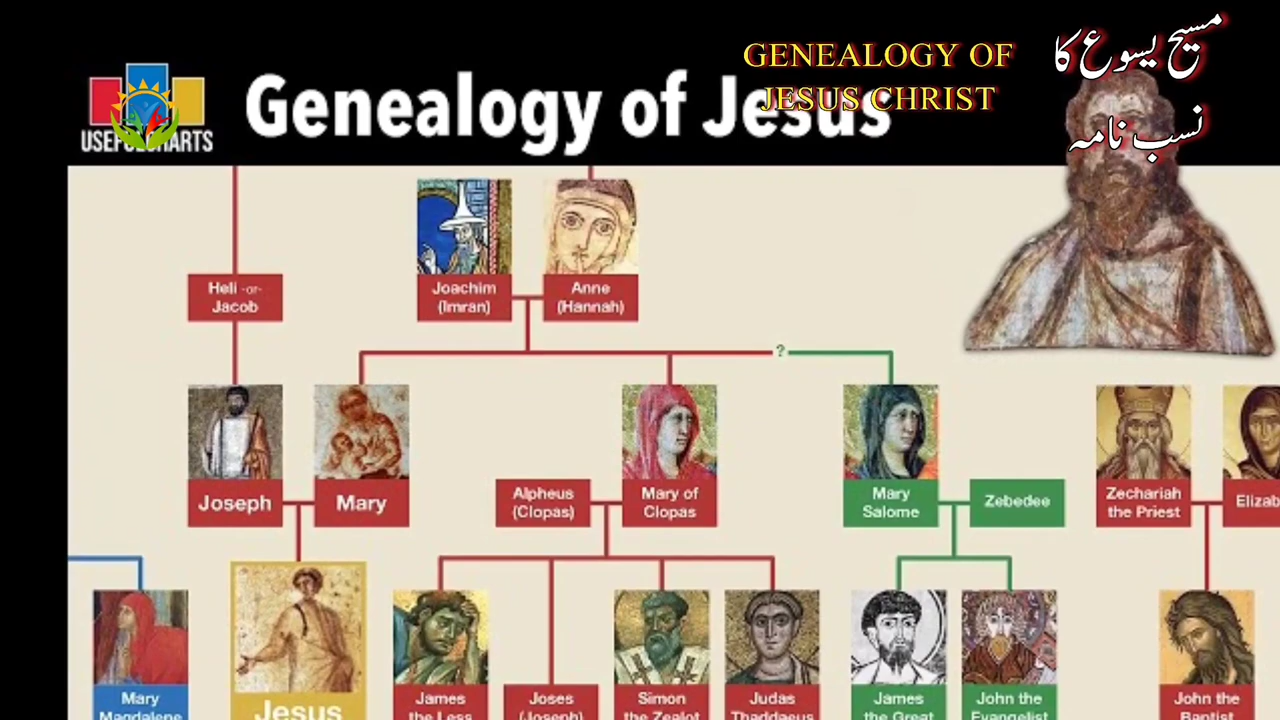 GENEALOGY OF
JESUS CHRIST
مسیح یسوع کا
نسب نامہ
USEFULCHARTS
Genealogy of Jesus
Heli -or-
Jacob
Joachim
(Imran)
Anne
(Hannah)
?
Joseph
Mary
Alpheus
(Clopas)
Mary of
Clopas
Mary
Salome
Zebedee
Zechariah
the Priest
Elizab
Mary
Magdalene
Jesus
James
the Less
Joses
(Joseph)
Simon
the Zealot
Judas
Thaddaeus
James
the Great
John the
Evangelist
John the
Baptist